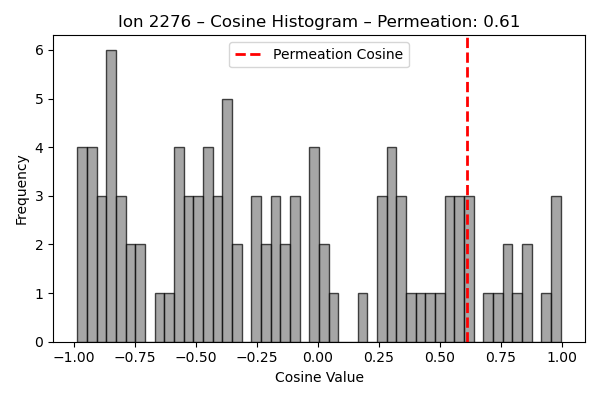 Ion 2276 – Cosine Histogram – Permeation: 0.61
Permeation Cosine
Frequency
6
5
4
3
2
1
0
−1.00 −0.75 −0.50 −0.25 0.00 0.25 0.50 0.75 1.00
Cosine Value